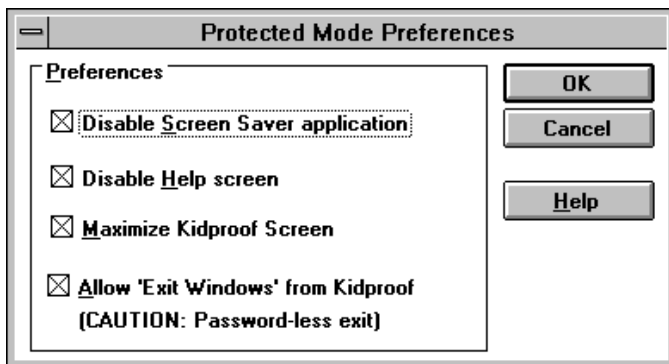 Protected Mode Preferences
Preferences
Disable Screen Saver application
Disable Help screen
Maximize Kidproof Screen
Allow 'Exit Windows' from Kidproof
(CAUTION: Password-less exit)
OK
Cancel
Help